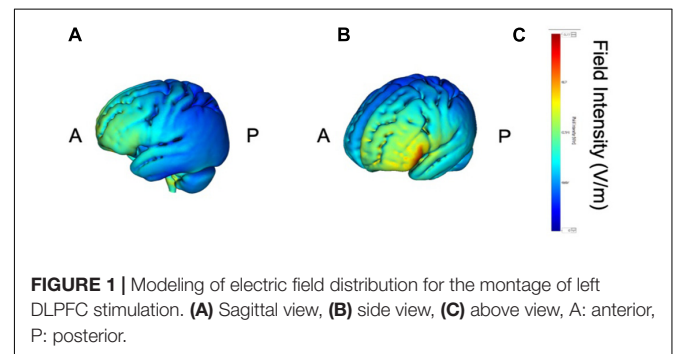 A
B
C
A
P
A
P
Field Intensity (V/m)
FIGURE 1 | Modeling of electric field distribution for the montage of left
DLPFC stimulation. (A) Sagittal view, (B) side view, (C) above view, A: anterior,
P: posterior.